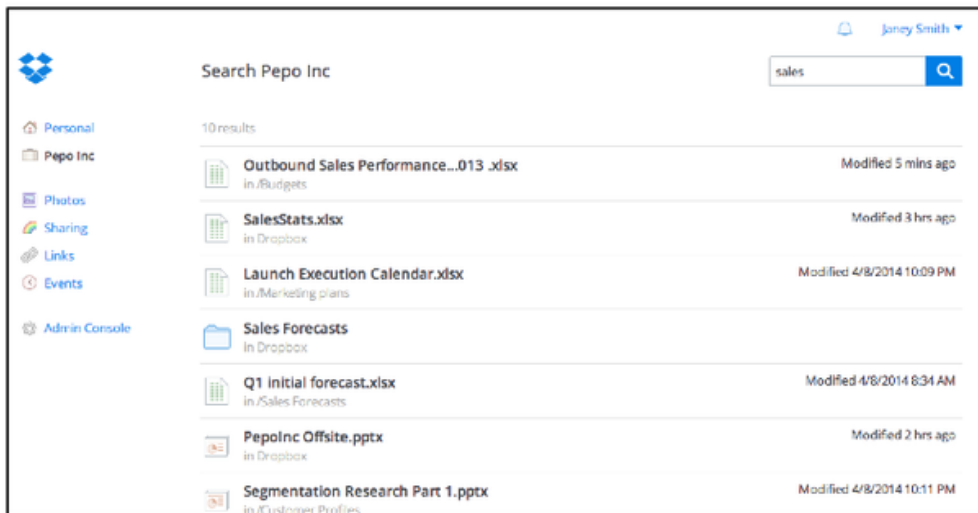 Janey Smith
Search Pepo Inc
sales
Personal
Pepo Inc
Photos
Sharing
Links
Events
Admin Console
10 results
Outbound Sales Performance...013 .xlsx
Modified 5 mins ago
in /Budgets
SalesStats.xlsx
Modified 3 hrs ago
in Dropbox
Launch Execution Calendar.xlsx
Modified 4/8/2014 10:09 PM
in /Marketing plans
Sales Forecasts
in Dropbox
Q1 initial forecast.xlsx
Modified 4/8/2014 8:34 AM
in /Sales Forecasts
PepoInc Offsite.pptx
Modified 2 hrs ago
in Dropbox
Segmentation Research Part 1.pptx
Modified 4/8/2014 10:11 PM
in /Customer Profiles